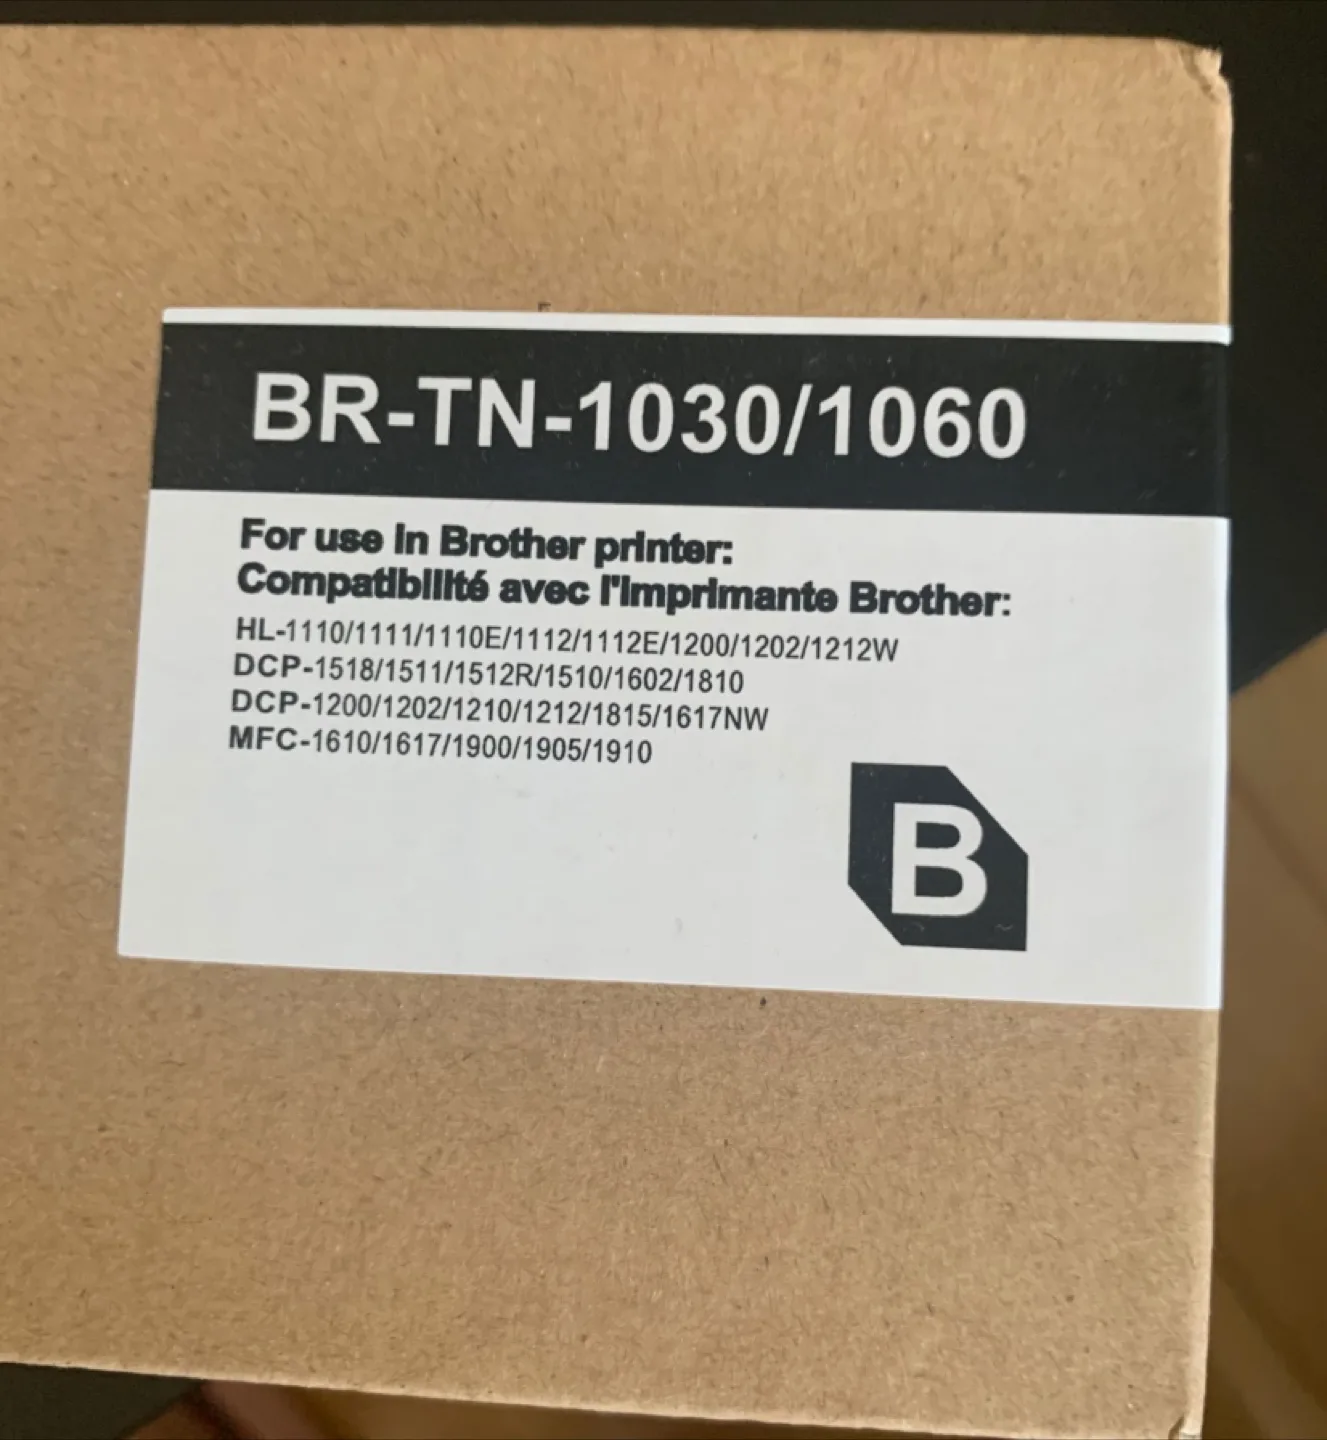 BR-TN-1030/1060
For use in Brother printer:
Compatibilité avec l'imprimante Brother:
HL-1110/1111/1110E/1112/1112E/1200/1202/1212W
DCP-1518/1511/1512R/1510/1602/1810
DCP-1200/1202/1210/1212/1815/1617NW
MFC-1610/1617/1900/1905/1910
B